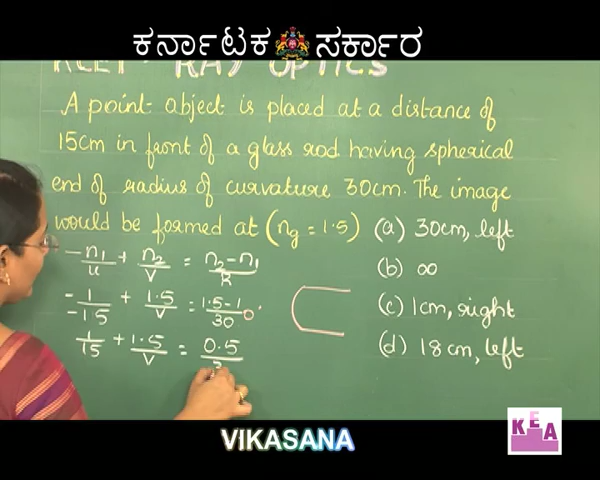 ಕರ್ನಾಟಕ ಸರ್ಕಾರ
KCET - RAY OPTICS
A point object is placed at a distance of
15cm in front of a glass rod having spherical
end of radius of curvature 30cm. The image
would be formed at (ng = 1.5)
(a) 30cm, left
(b) ∞
(c) 1cm, right
(d) 18cm, left
-n1/u + n2/v = n2-n1/R
-1/-15 + 1.5/v = 1.5-1/30
1/15 + 1.5/v = 0.5/
VIKASANA
KEA